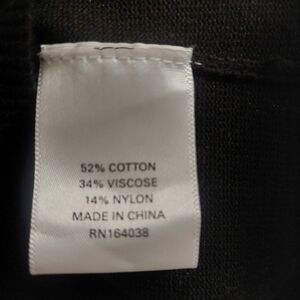 52% COTTON
34% VISCOSE
14% NYLON
MADE IN CHINA
RN164038